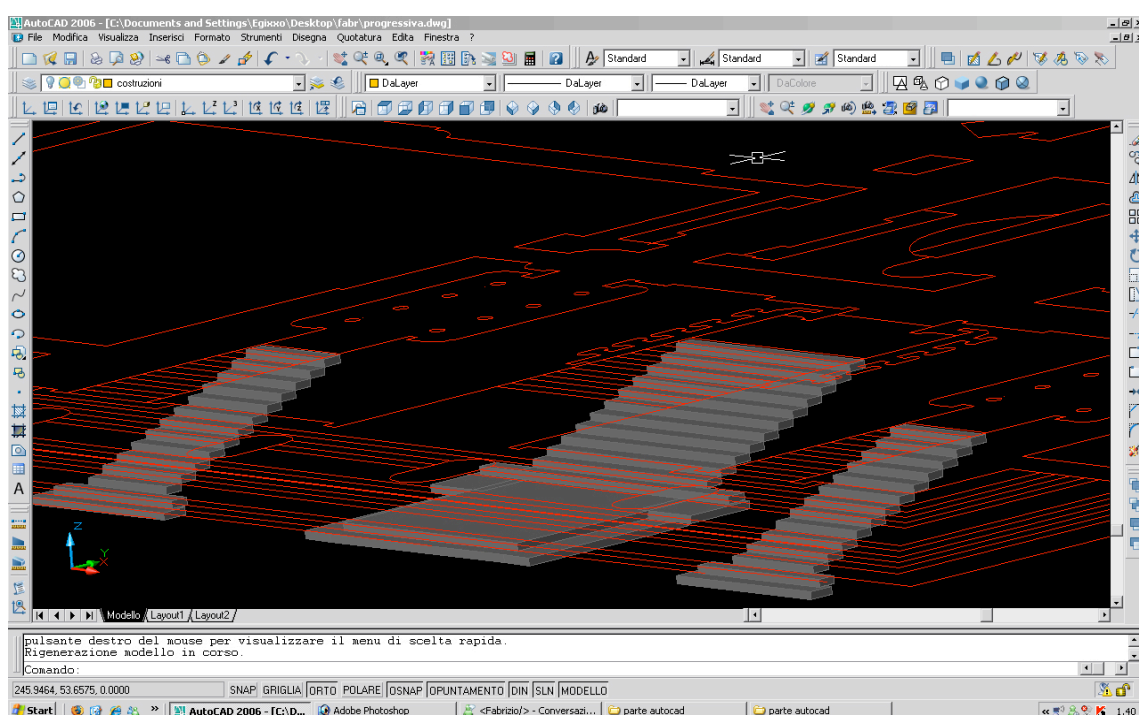 AutoCAD 2006 - [C:\Documents and Settings\Egixxo\Desktop\fabr\progressiva.dwg]
File Modifica Visualizza Inserisci Formato Strumenti Disegna Quotatura Edita Finestra ?
Standard Standard Standard
costruzioni DaLayer DaLayer DaLayer DaColore
A
Z
Y
X
Modello Layout1 Layout2
pulsante destro del mouse per visualizzare il menu di scelta rapida.
Rigenerazione modello in corso.
Comando:
245.9464, 53.6575, 0.0000 SNAP GRIGLIA ORTO POLARE OSNAP OPUNTAMENTO DIN SLN MODELLO
Start » AutoCAD 2006 - [C:\D... Adobe Photoshop <Fabrizio/> - Conversazi... parte autocad parte autocad « 1.40